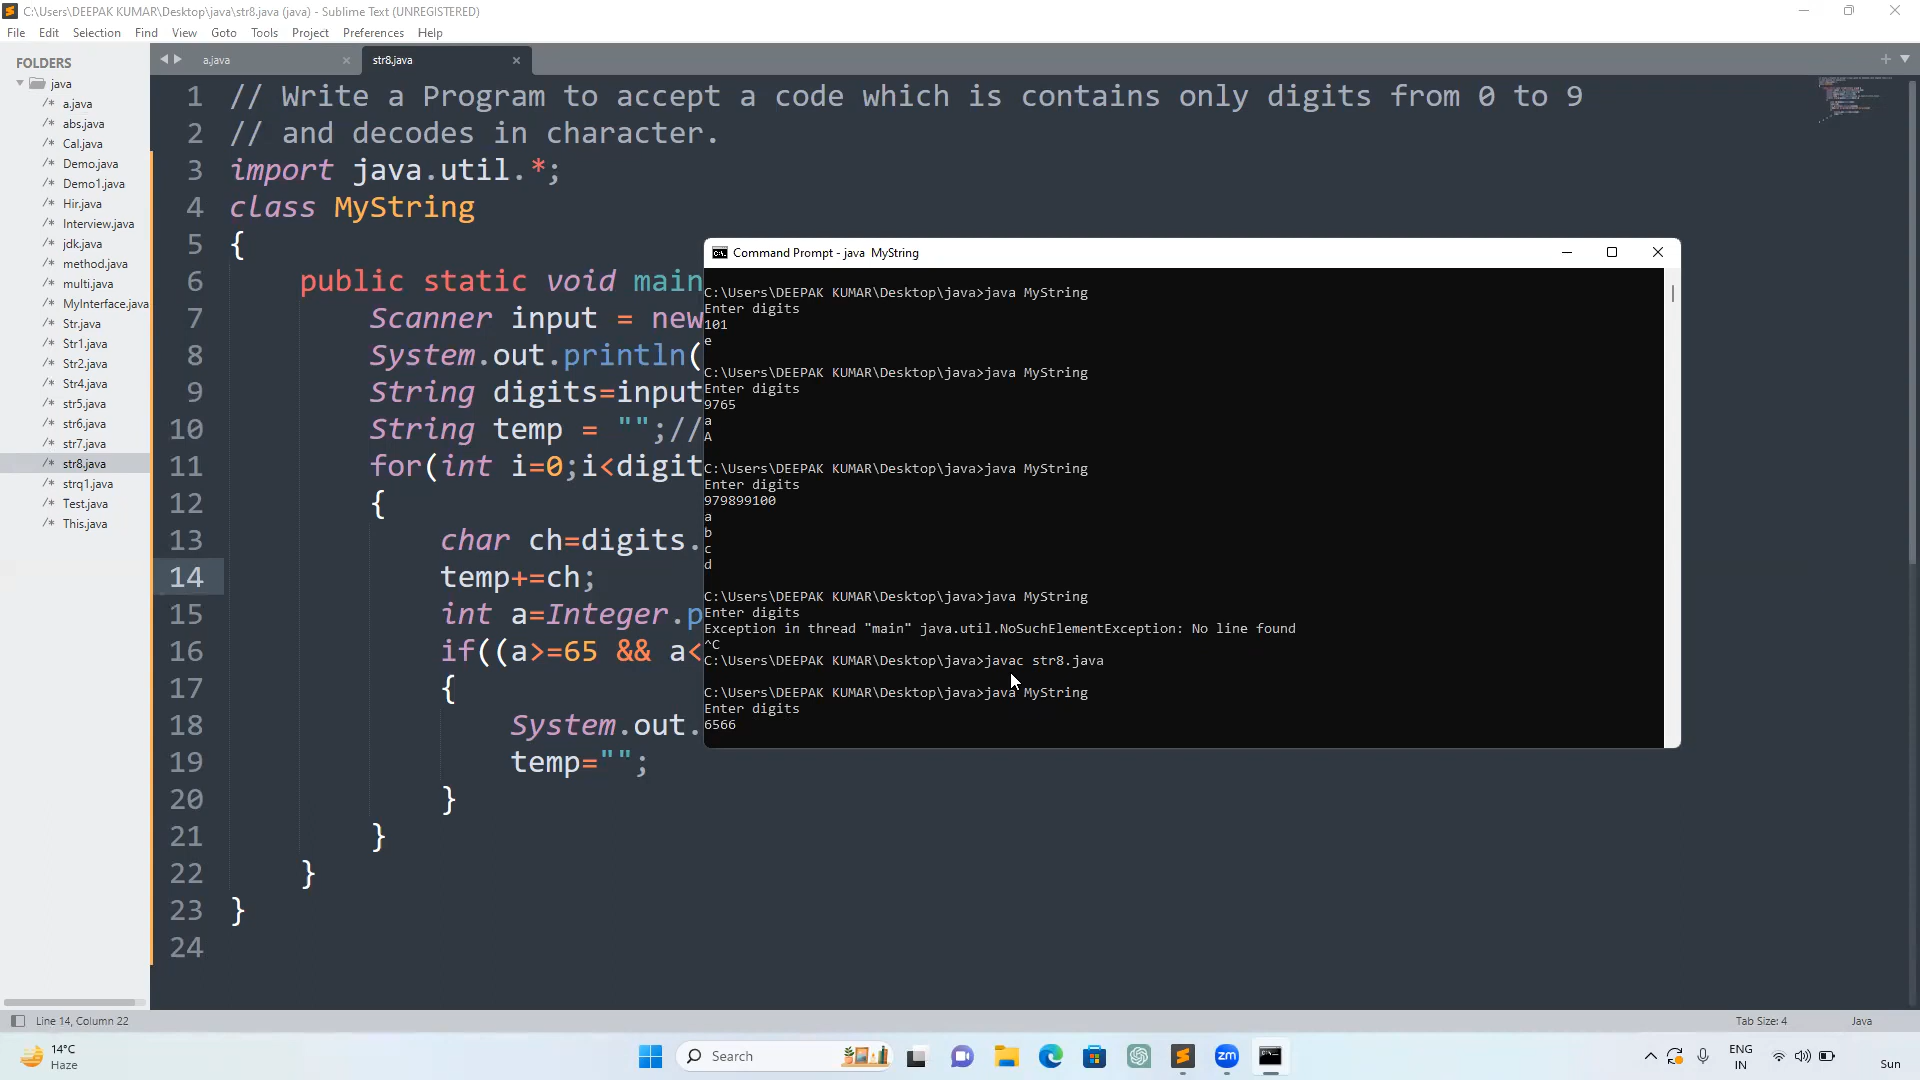 C:\Users\DEEPAK KUMAR\Desktop\java\str8.java (java) - Sublime Text (UNREGISTERED)
File Edit Selection Find View Goto Tools Project Preferences Help
FOLDERS
java
/* a.java
/* abs.java
/* Cal.java
/* Demo.java
/* Demo1.java
/* Hir.java
/* Interview.java
/* jdk.java
/* method.java
/* multi.java
/* MyInterface.java
/* Str.java
/* Str1.java
/* Str2.java
/* Str4.java
/* str5.java
/* str6.java
/* str7.java
/* str8.java
/* strq1.java
/* Test.java
/* This.java
a.java str8.java
1 // Write a Program to accept a code which is contains only digits from 0 to 9
2 // and decodes in character.
3 import java.util.*;
4 class MyString
5 {
6 public static void main
7 Scanner input = new
8 System.out.println(
9 String digits=input
10 String temp = "";//
11 for(int i=0;i<digit
12 {
13 char ch=digits.
14 temp+=ch;
15 int a=Integer.p
16 if((a>=65 && a<
17 {
18 System.out.
19 temp="";
20 }
21 }
22 }
23 }
24
Command Prompt - java MyString
C:\Users\DEEPAK KUMAR\Desktop\java>java MyString
Enter digits
101
e
C:\Users\DEEPAK KUMAR\Desktop\java>java MyString
Enter digits
9765
a
A
C:\Users\DEEPAK KUMAR\Desktop\java>java MyString
Enter digits
979899100
a
b
c
d
C:\Users\DEEPAK KUMAR\Desktop\java>java MyString
Enter digits
Exception in thread "main" java.util.NoSuchElementException: No line found
^C
C:\Users\DEEPAK KUMAR\Desktop\java>javac str8.java
C:\Users\DEEPAK KUMAR\Desktop\java>java MyString
Enter digits
6566
Line 14, Column 22
Tab Size: 4
Java
14°C
Haze
Search
zm
ENG
IN
Sun